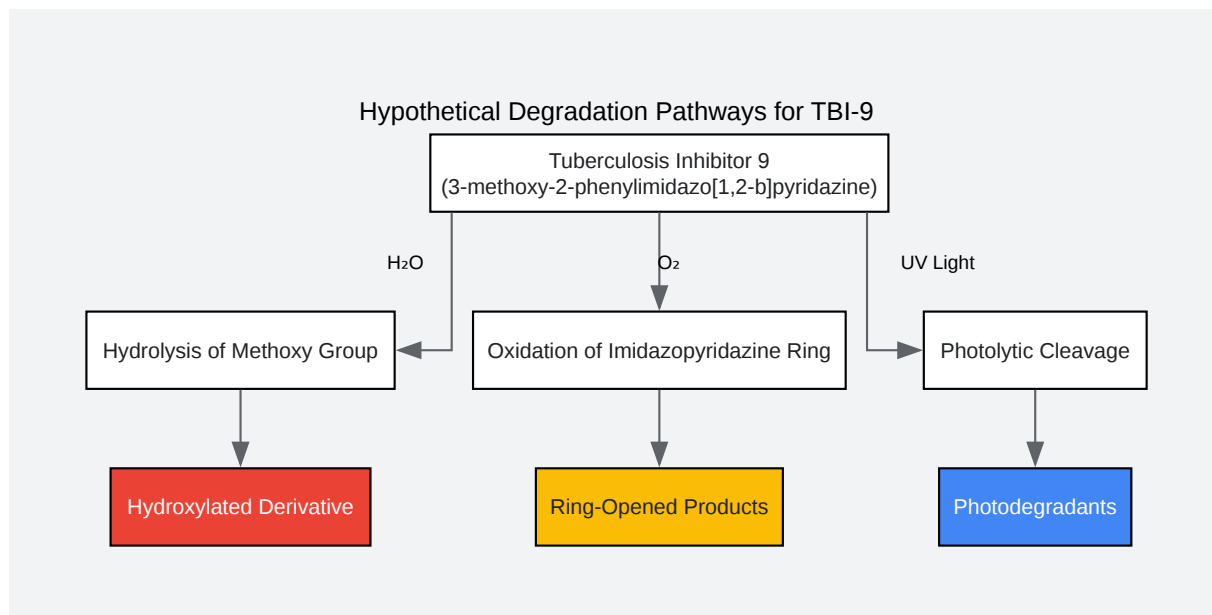 Hypothetical Degradation Pathways for TBI-9
Tuberculosis Inhibitor 9
(3-methoxy-2-phenylimidazo[1,2-b]pyridazine)
H₂O
O₂
UV Light
Hydrolysis of Methoxy Group
Oxidation of Imidazopyridazine Ring
Photolytic Cleavage
Hydroxylated Derivative
Ring-Opened Products
Photodegradants